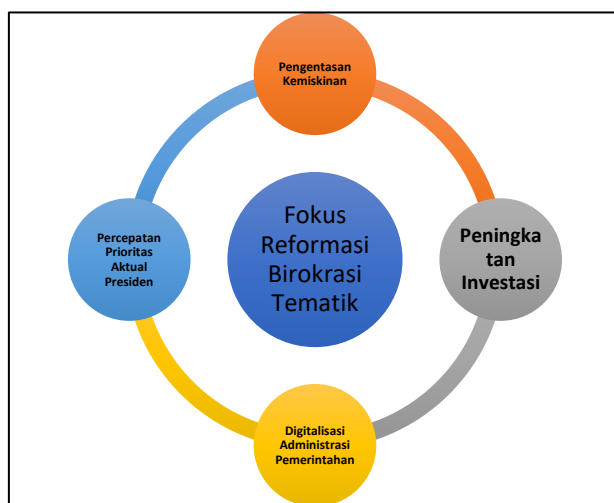 Pengentasan
Kemiskinan
Fokus
Reformasi
Birokrasi
Tematik
Percepatan
Prioritas
Aktual
Presiden
Peningka
tan
Investasi
Digitalisasi
Administrasi
Pemerintahan